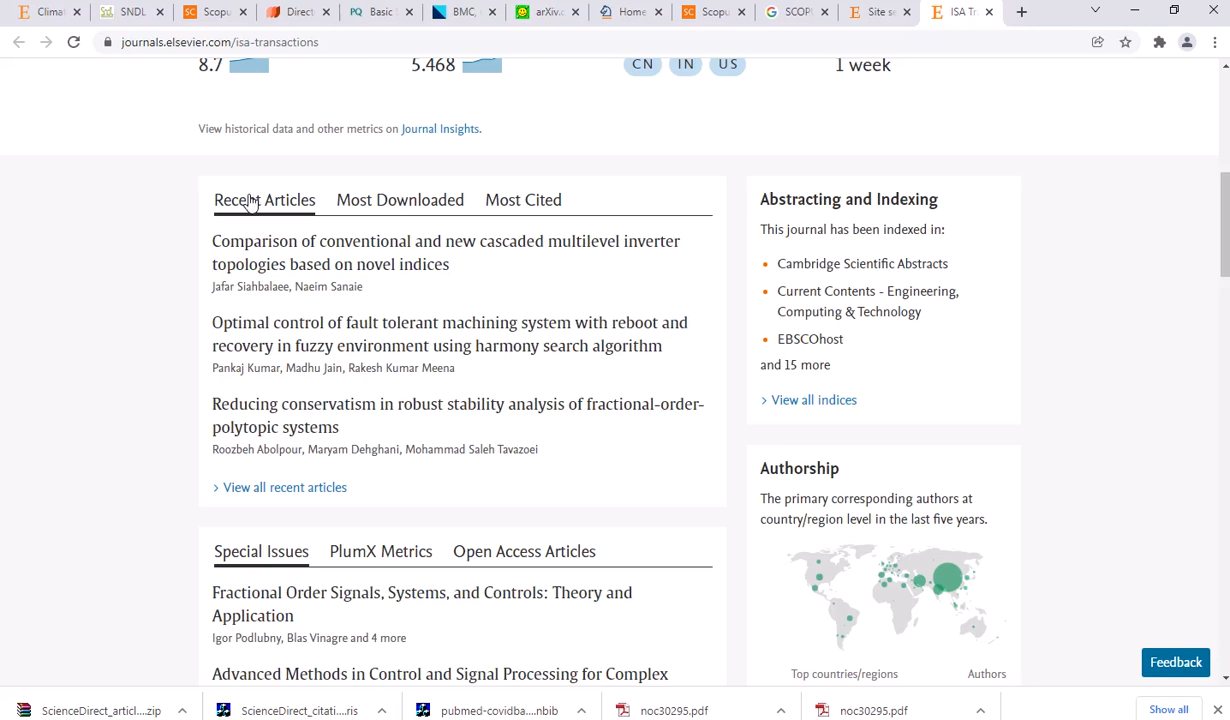 Climat
SNDL
Scopu
Direct
Basic
BMC,
arXiv.c
Home
Scopu
SCOP
Site s
ISA Tr
journals.elsevier.com/isa-transactions
8.7
5.468
CN IN US
1 week
View historical data and other metrics on Journal Insights.
Recent Articles Most Downloaded Most Cited
Comparison of conventional and new cascaded multilevel inverter
topologies based on novel indices
Jafar Siahbalaee, Naeim Sanaie
Optimal control of fault tolerant machining system with reboot and
recovery in fuzzy environment using harmony search algorithm
Pankaj Kumar, Madhu Jain, Rakesh Kumar Meena
Reducing conservatism in robust stability analysis of fractional-order-
polytopic systems
Roozbeh Abolpour, Maryam Dehghani, Mohammad Saleh Tavazoei
> View all recent articles
Abstracting and Indexing
This journal has been indexed in:
Cambridge Scientific Abstracts
Current Contents - Engineering,
Computing & Technology
EBSCOhost
and 15 more
> View all indices
Special Issues PlumX Metrics Open Access Articles
Fractional Order Signals, Systems, and Controls: Theory and
Application
Igor Podlubny, Blas Vinagre and 4 more
Advanced Methods in Control and Signal Processing for Complex
Authorship
The primary corresponding authors at
country/region level in the last five years.
Top countries/regions Authors
Feedback
ScienceDirect_articl....zip
ScienceDirect_citati....ris
pubmed-covidba....nbib
noc30295.pdf
noc30295.pdf
Show all